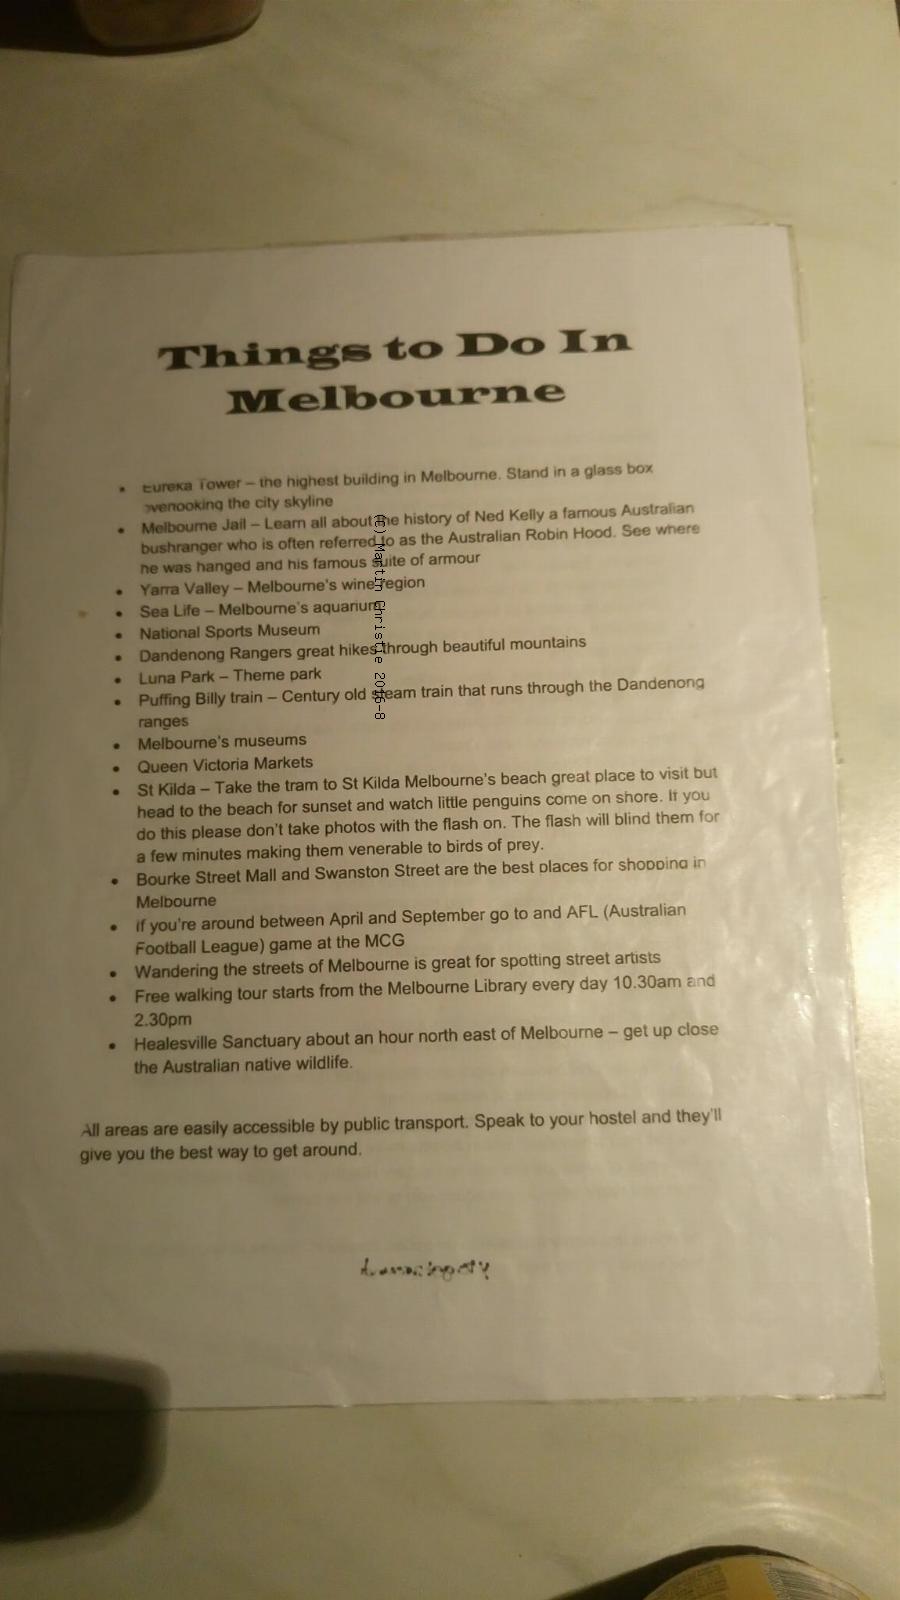 Things to Do In
Melbourne
• Eureka Tower – the highest building in Melbourne. Stand in a glass box
overlooking the city skyline
• Melbourne Jail – Learn all about the history of Ned Kelly a famous Australian
bushranger who is often referred to as the Australian Robin Hood. See where
he was hanged and his famous suite of armour
• Yarra Valley – Melbourne's wine region
• Sea Life – Melbourne's aquarium
• National Sports Museum
• Dandenong Rangers great hikes through beautiful mountains
• Luna Park – Theme park
• Puffing Billy train – Century old steam train that runs through the Dandenong
ranges
• Melbourne's museums
• Queen Victoria Markets
• St Kilda – Take the tram to St Kilda Melbourne's beach great place to visit but
head to the beach for sunset and watch little penguins come on shore. If you
do this please don't take photos with the flash on. The flash will blind them for
a few minutes making them venerable to birds of prey.
• Bourke Street Mall and Swanston Street are the best places for shopping in
Melbourne
• if you're around between April and September go to and AFL (Australian
Football League) game at the MCG
• Wandering the streets of Melbourne is great for spotting street artists
• Free walking tour starts from the Melbourne Library every day 10.30am and
2.30pm
• Healesville Sanctuary about an hour north east of Melbourne – get up close
the Australian native wildlife.
All areas are easily accessible by public transport. Speak to your hostel and they'll
give you the best way to get around.
(c) Martin Christie 2016-8